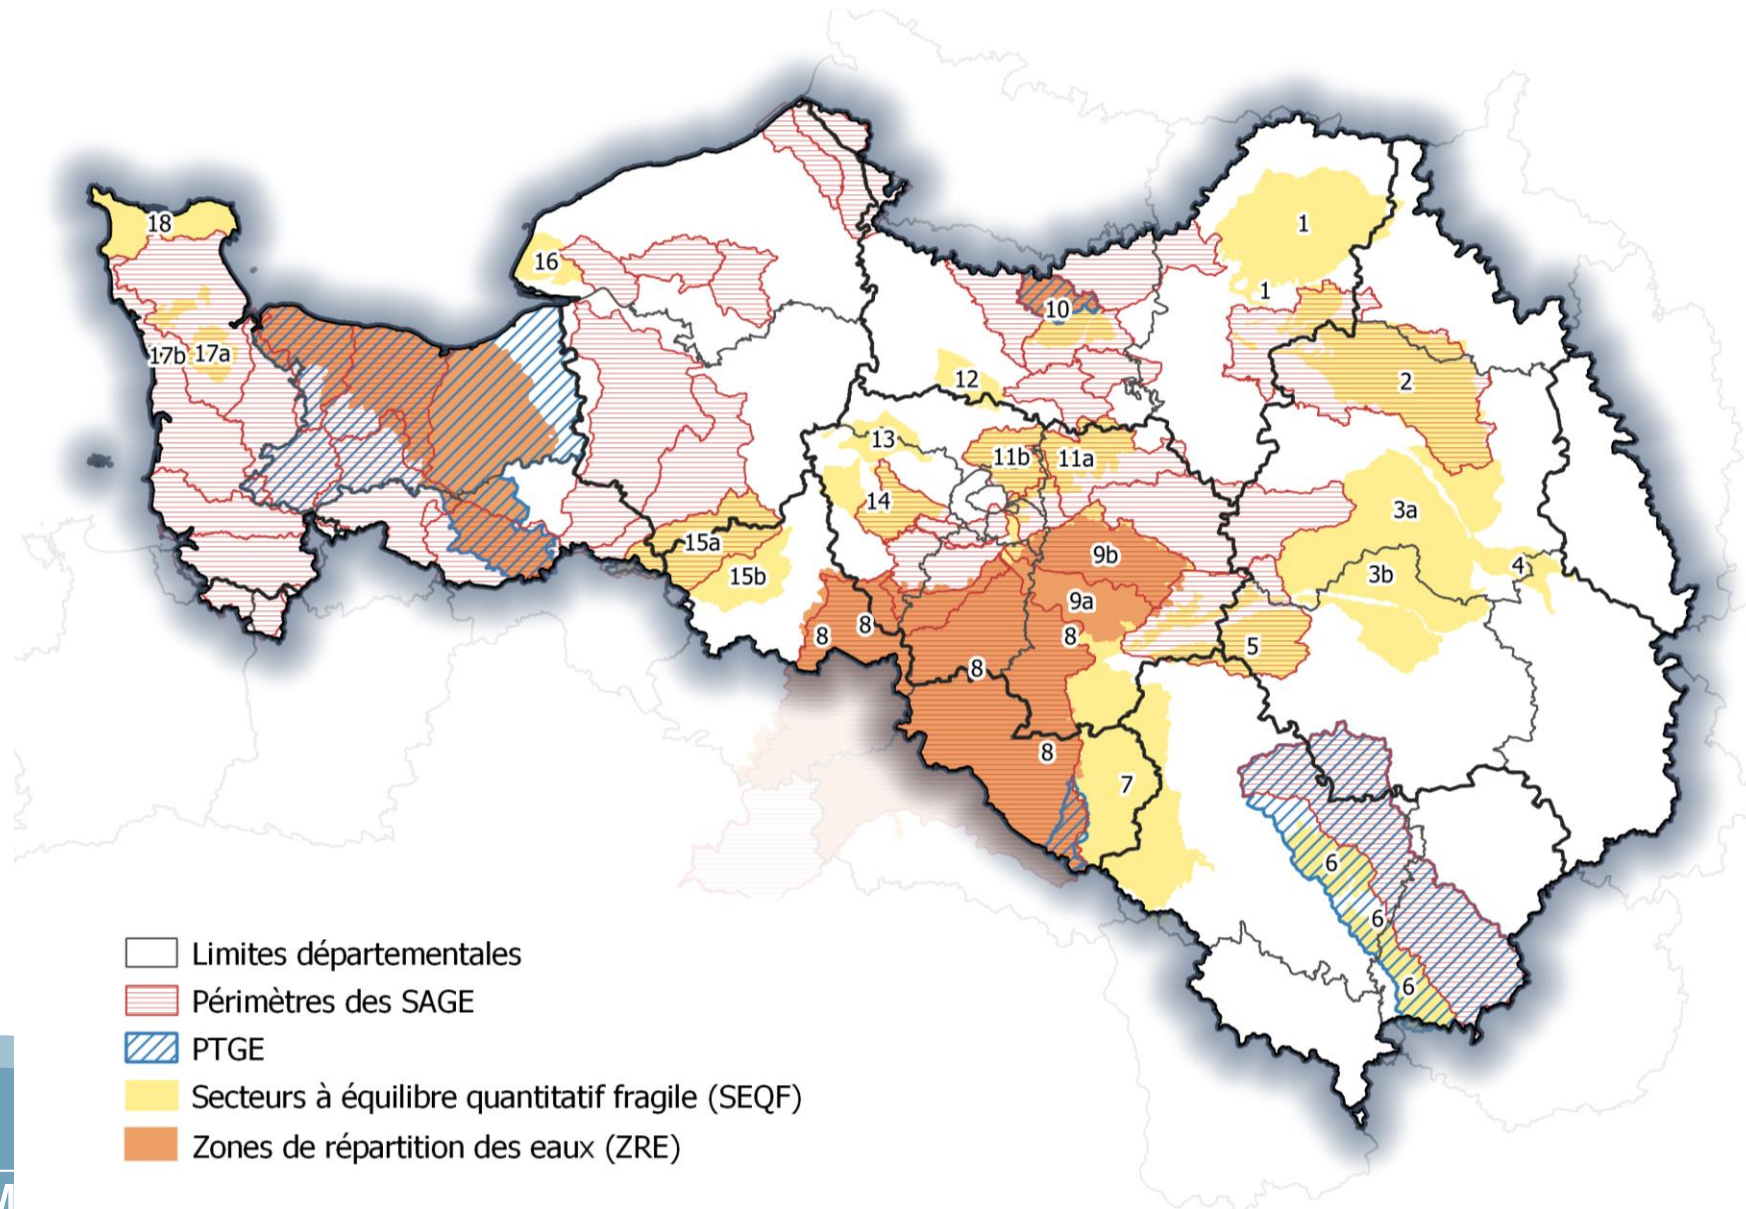 18
1
16
1
10
17b 17a
12
2
13
11b 11a
14
3a
15a
9b
4
15b
3b
9a
8 8 8
5
8
8
7
6
6
6
Limites départementales
Périmètres des SAGE
PTGE
Secteurs à équilibre quantitatif fragile (SEQF)
Zones de répartition des eaux (ZRE)